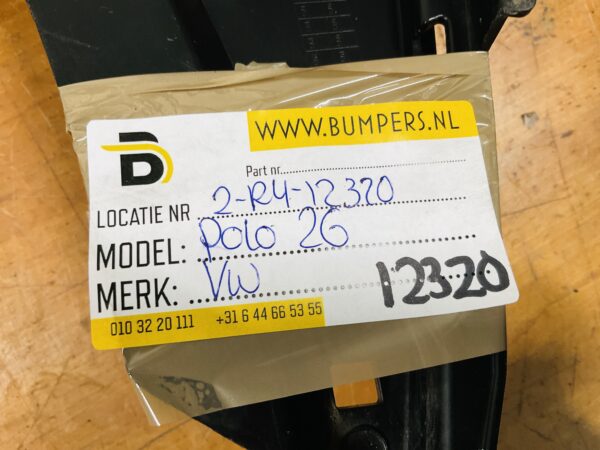 WWW.BUMPERS.NL
Part nr
LOCATIE NR 2-R4-12320
MODEL: Polo 2G
MERK: VW
12320
010 32 20 111 +31 6 44 66 53 55